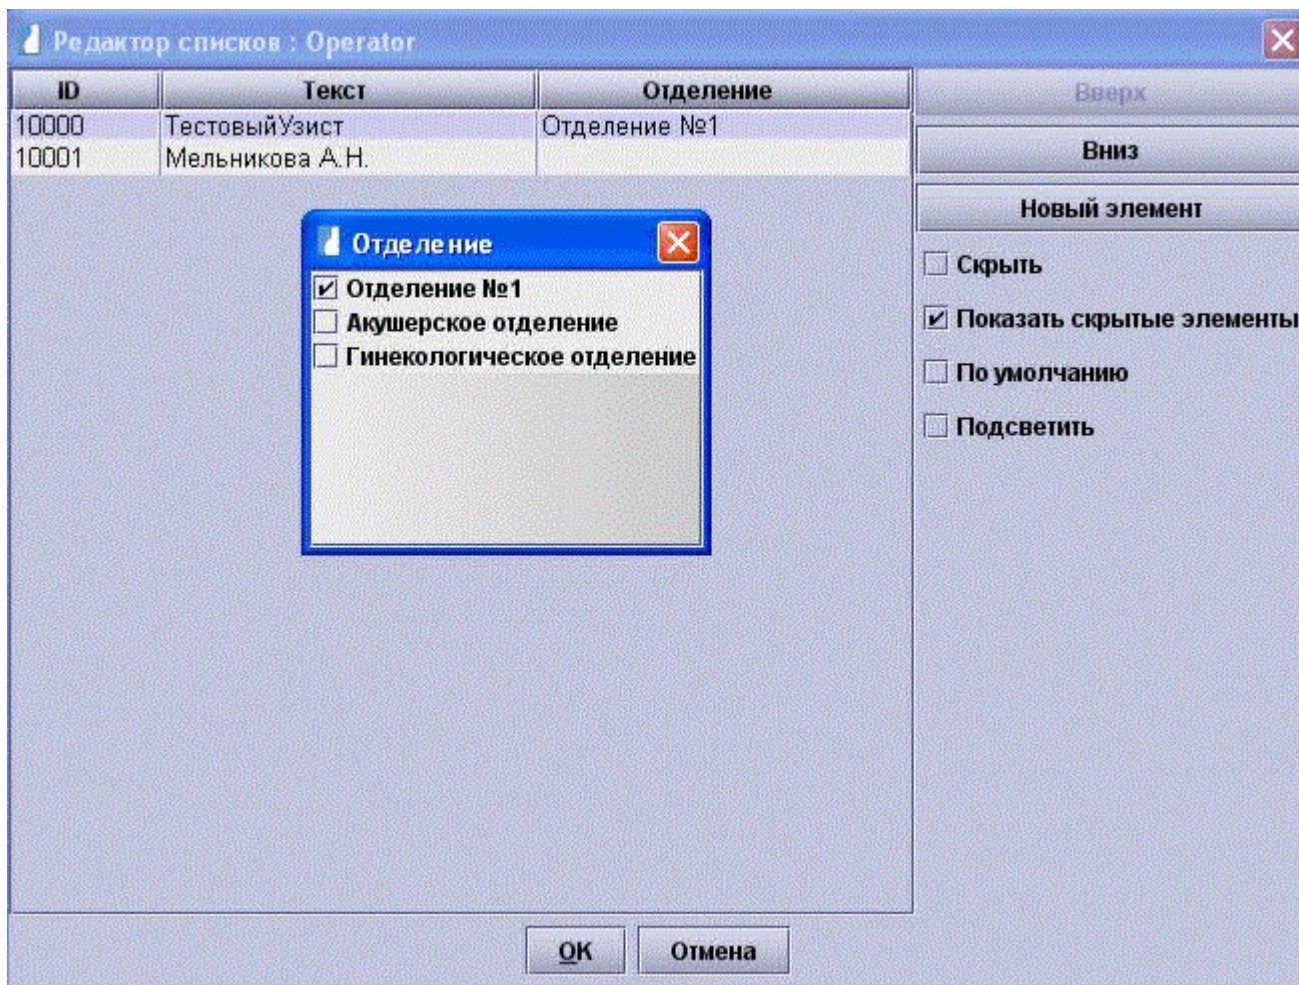 Редактор списков : Operator
ID Текст Отделение
10000 ТестовыйУзист Отделение №1
10001 Мельникова А.Н.
Вверх
Вниз
Новый элемент
Скрыть
Показать скрытые элементы
По умолчанию
Подсветить
Отделение
Отделение №1
Акушерское отделение
Гинекологическое отделение
OK Отмена